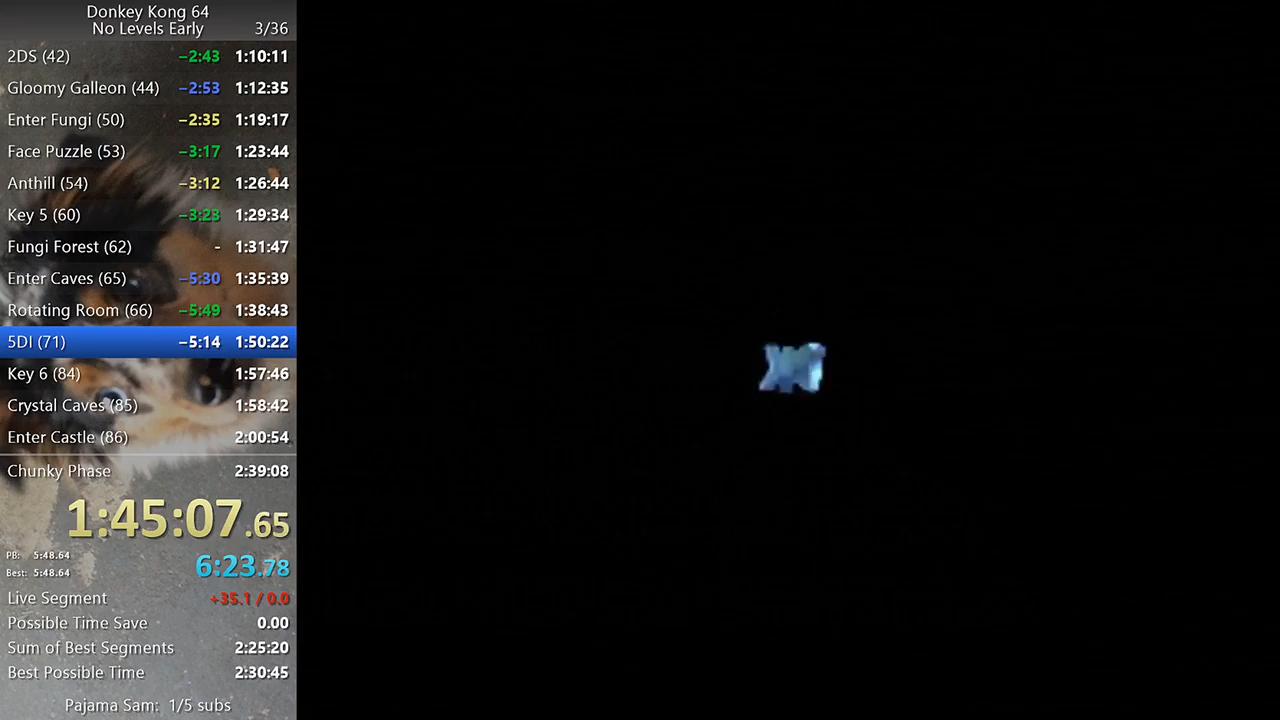 Donkey Kong 64
No Levels Early 3/36
2DS (42) −2:43 1:10:11
Gloomy Galleon (44) −2:53 1:12:35
Enter Fungi (50) −2:35 1:19:17
Face Puzzle (53) −3:17 1:23:44
Anthill (54) −3:12 1:26:44
Key 5 (60) −3:23 1:29:34
Fungi Forest (62) - 1:31:47
Enter Caves (65) −5:30 1:35:39
Rotating Room (66) −5:49 1:38:43
5DI (71) −5:14 1:50:22
Key 6 (84) 1:57:46
Crystal Caves (85) 1:58:42
Enter Castle (86) 2:00:54
Chunky Phase 2:39:08
1:45:07.65
PB: 5:48.64
Best: 5:48.64
6:23.78
Live Segment +35.1 / 0.0
Possible Time Save 0.00
Sum of Best Segments 2:25:20
Best Possible Time 2:30:45
Pajama Sam: 1/5 subs